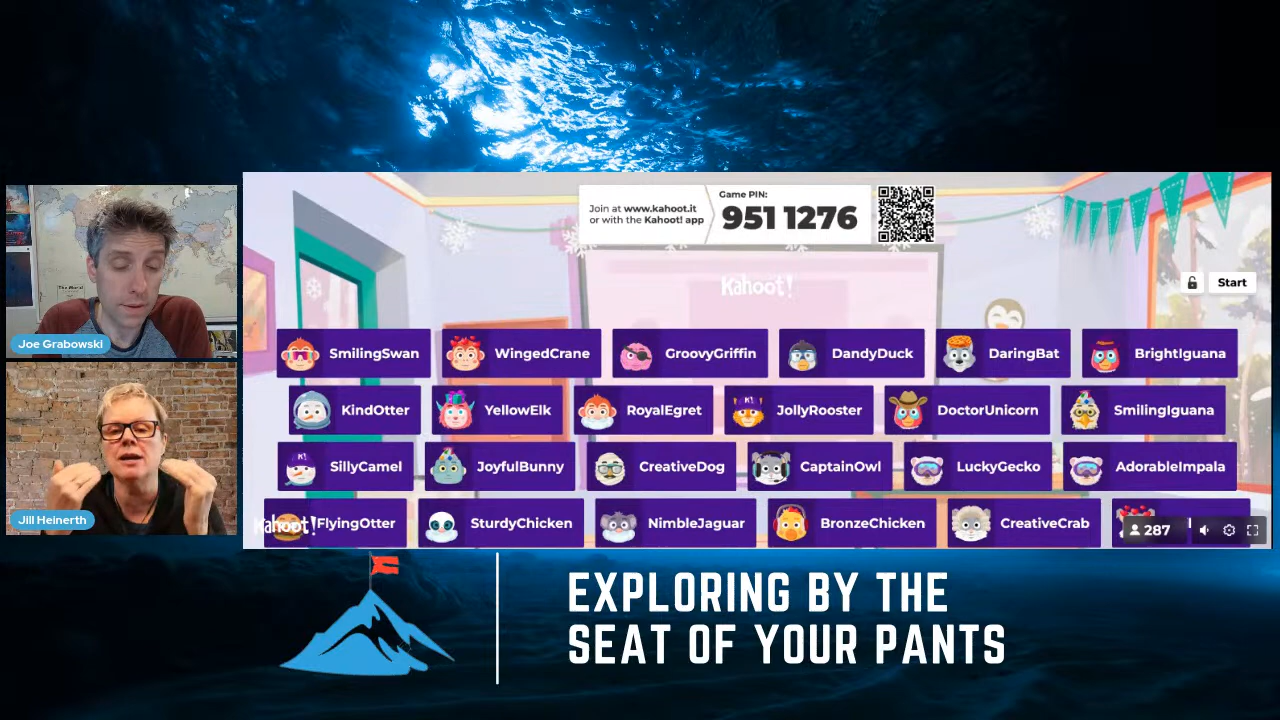 Join at www.kahoot.it
or with the Kahoot! app
Game PIN:
951 1276
Kahoot!
Start
The World
Joe Grabowski
Jill Heinerth
SmilingSwan
WingedCrane
GroovyGriffin
DandyDuck
DaringBat
BrightIguana
KindOtter
YellowElk
RoyalEgret
JollyRooster
DoctorUnicorn
SmilingIguana
SillyCamel
JoyfulBunny
CreativeDog
CaptainOwl
LuckyGecko
AdorableImpala
FlyingOtter
SturdyChicken
NimbleJaguar
BronzeChicken
CreativeCrab
Kahoot!
287
EXPLORING BY THE
SEAT OF YOUR PANTS